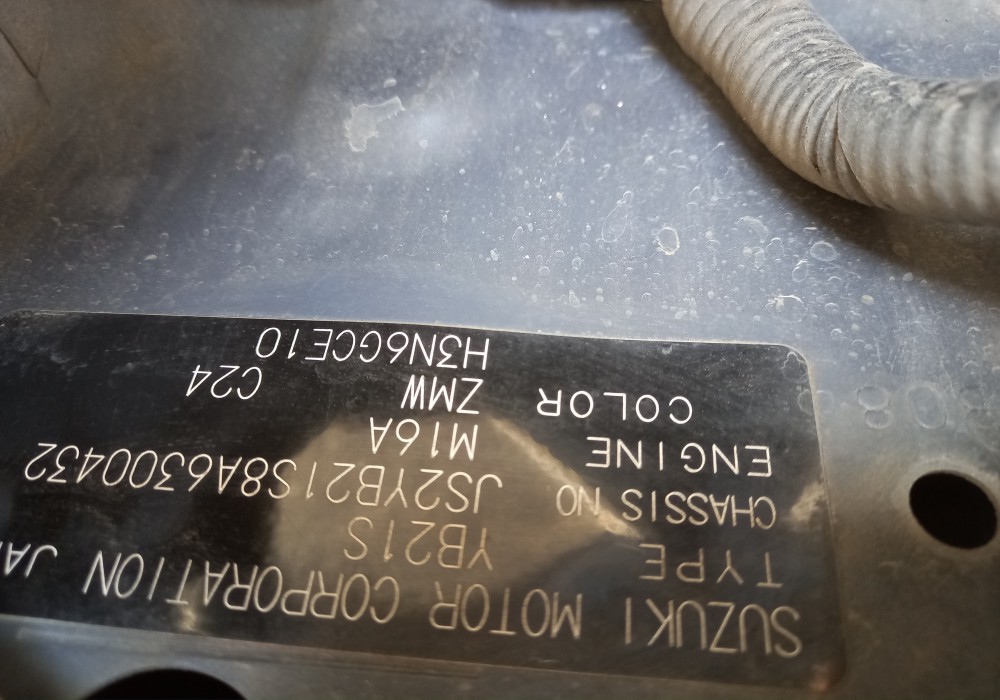 SUZUKI MOTOR CORPORATION JA
TYPE YB21S
CHASSIS NO JS2YB21S8A6300432
ENGINE M16A
COLOR ZMW C24
H3N6GCE10